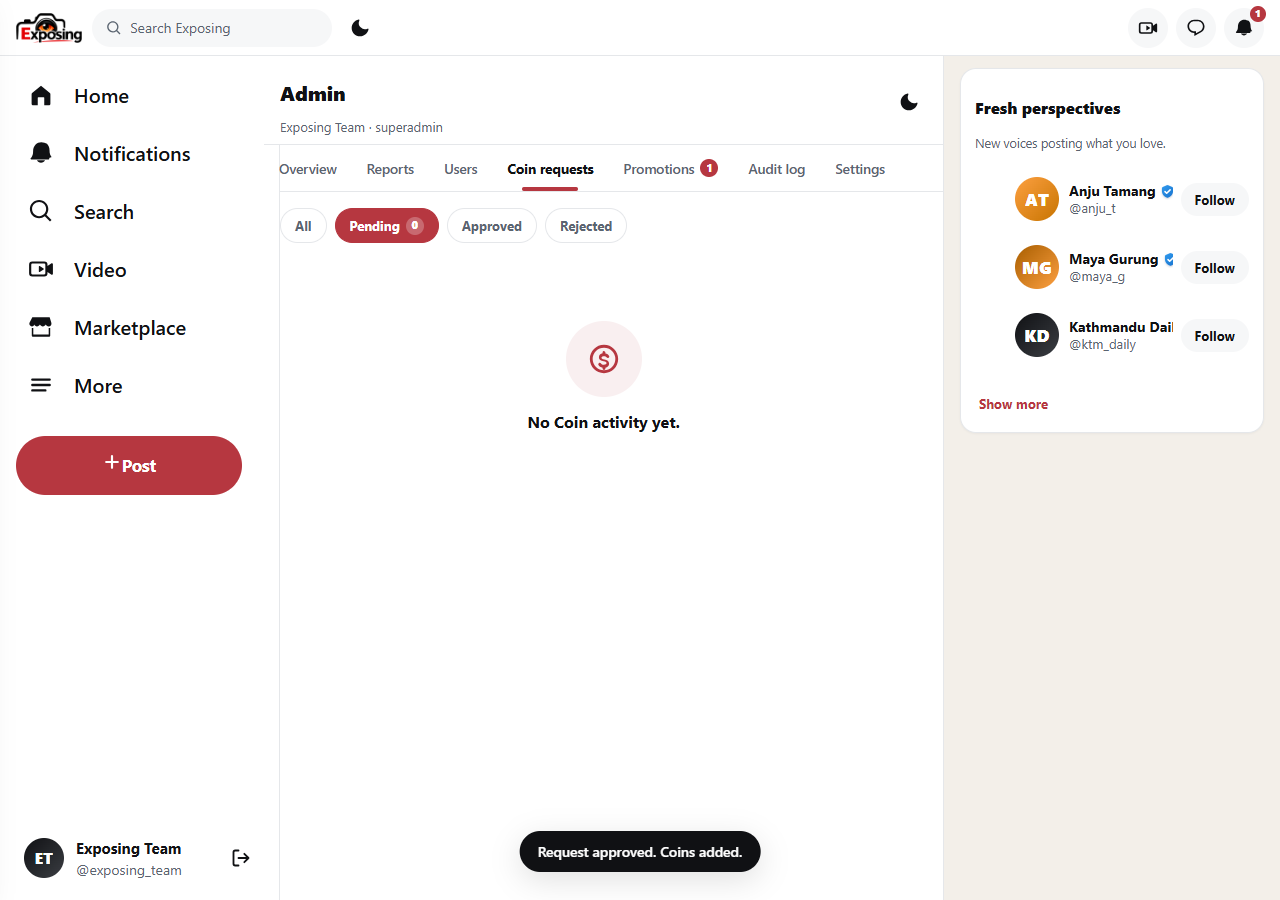 Exposing
Search Exposing
1
Home
Notifications
Search
Video
Marketplace
More
Post
ET
Exposing Team
@exposing_team
Admin
Exposing Team · superadmin
Overview Reports Users Coin requests Promotions 1 Audit log Settings
All Pending 0 Approved Rejected
No Coin activity yet.
Request approved. Coins added.
Fresh perspectives
New voices posting what you love.
AT
Anju Tamang
@anju_t
Follow
MG
Maya Gurung
@maya_g
Follow
KD
Kathmandu Dai
@ktm_daily
Follow
Show more